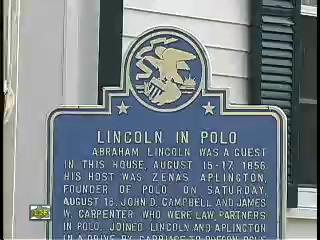 LINCOLN IN POLO
ABRAHAM LINCOLN WAS A GUEST
IN THIS HOUSE, AUGUST 15-17, 1856.
HIS HOST WAS ZENAS APLINGTON,
FOUNDER OF POLO. ON SATURDAY,
AUGUST 16, JOHN D. CAMPBELL AND JAMES
W. CARPENTER, WHO WERE LAW PARTNERS
IN POLO, JOINED LINCOLN AND APLINGTON
IN A DRIVE BY CARRIAGE TO OREGON FOR